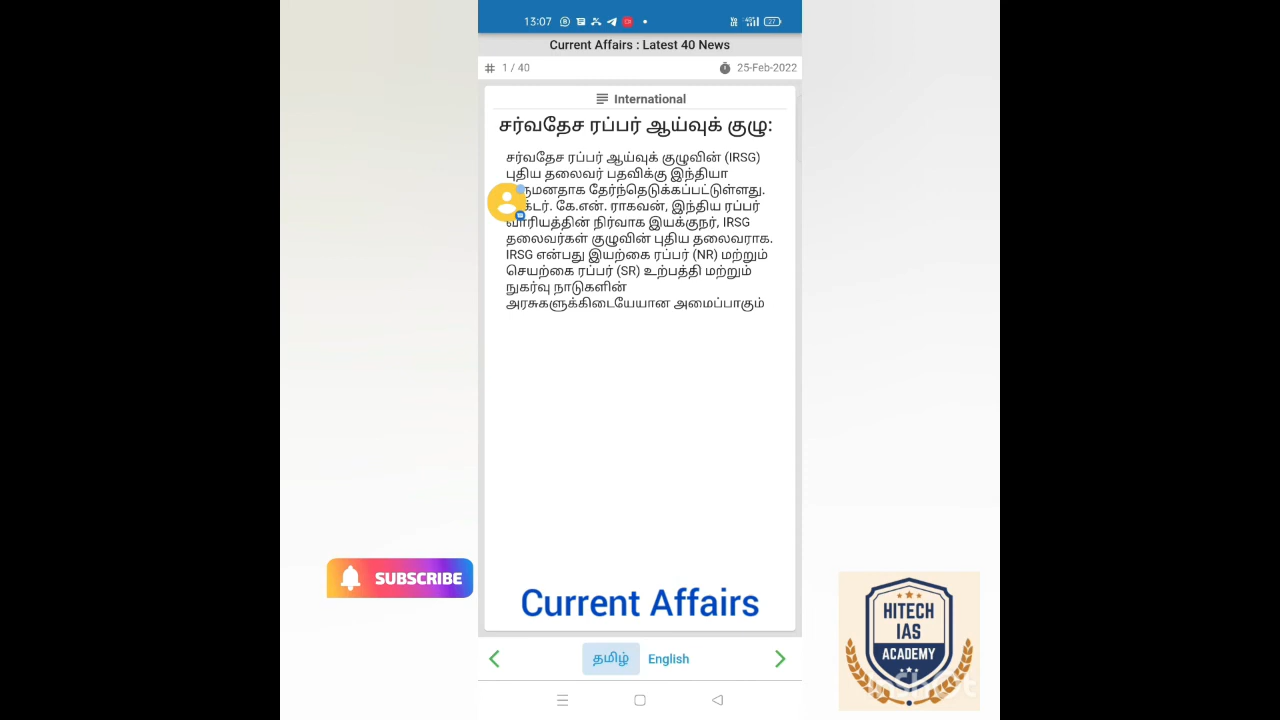 13:07
27
Current Affairs : Latest 40 News
# 1 / 40
25-Feb-2022
International
சர்வதேச ரப்பர் ஆய்வுக் குழு:
சர்வதேச ரப்பர் ஆய்வுக் குழுவின் (IRSG)
புதிய தலைவர் பதவிக்கு இந்தியா
தேர்ந்தெடுக்கப்பட்டுள்ளது.
கே.என். ராகவன், இந்திய ரப்பர்
வாரியத்தின் நிர்வாக இயக்குநர், IRSG
தலைவர்கள் குழுவின் புதிய தலைவராக.
IRSG என்பது இயற்கை ரப்பர் (NR) மற்றும்
செயற்கை ரப்பர் (SR) உற்பத்தி மற்றும்
நுகர்வு நாடுகளின்
அரசுகளுக்கிடையேயான அமைப்பாகும்
SUBSCRIBE
Current Affairs
HITECH
IAS
ACADEMY
InShot
தமிழ்
English